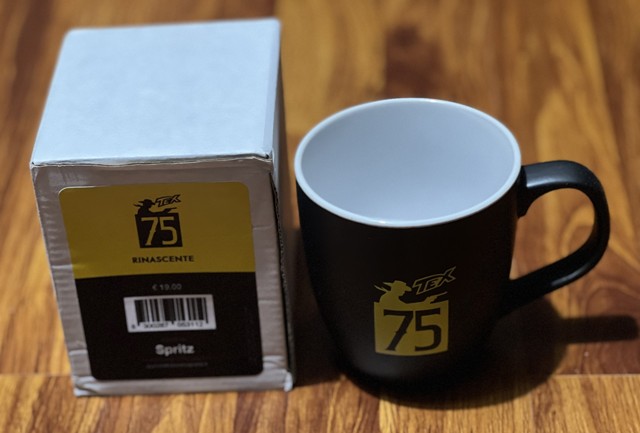 TEX
75
RINASCENTE
€ 19.00
Spritz
TEX
75